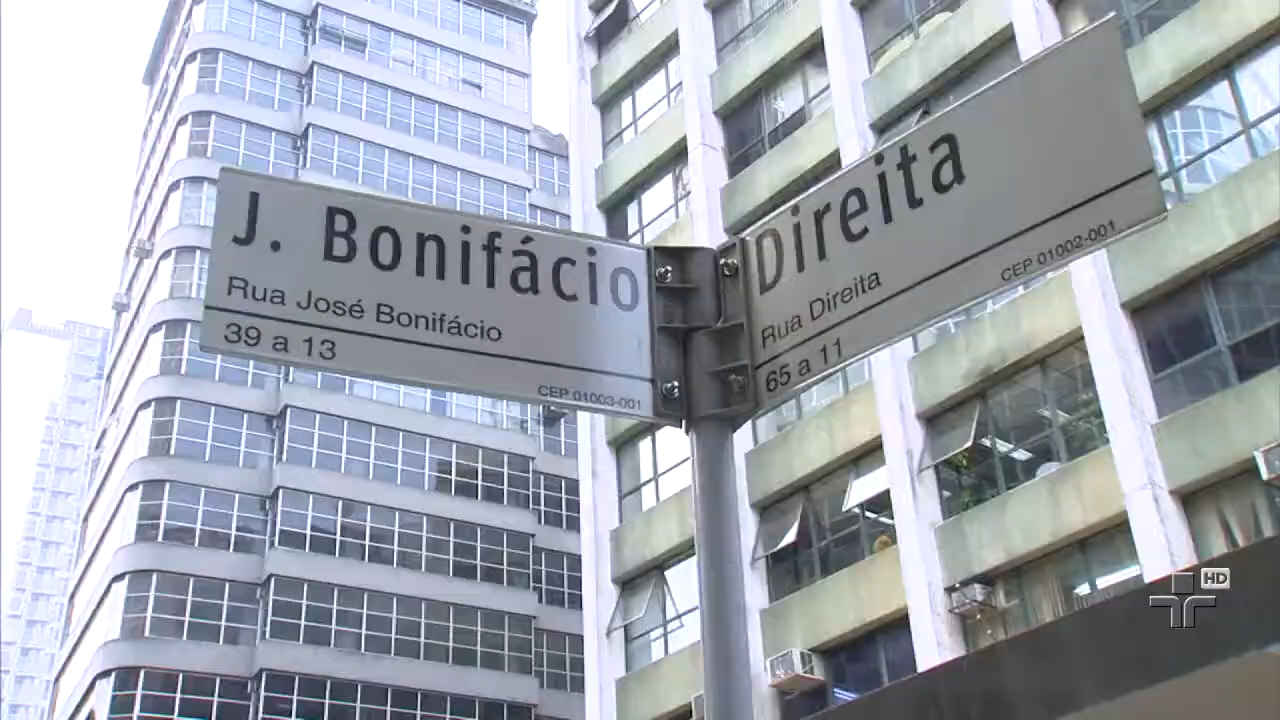 J. Bonifácio
Rua José Bonifácio
39 a 13
CEP 01003-001
Direita
Rua Direita
65 a 11
CEP 01002-001
HD